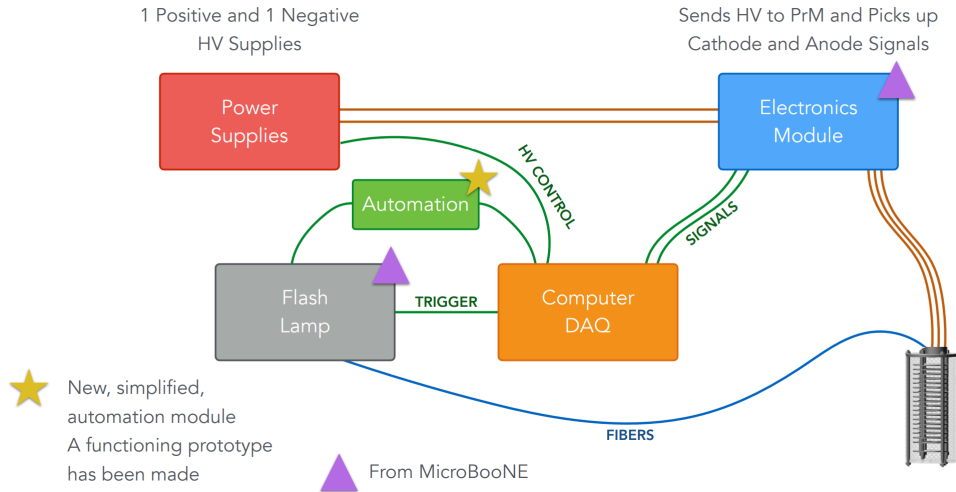 1 Positive and 1 Negative
HV Supplies
Sends HV to PrM and Picks up
Cathode and Anode Signals
Power
Supplies
Electronics
Module
HV CONTROL
Automation
SIGNALS
Flash
Lamp
TRIGGER
Computer
DAQ
New, simplified,
automation module
A functioning prototype
has been made
FIBERS
From MicroBooNE